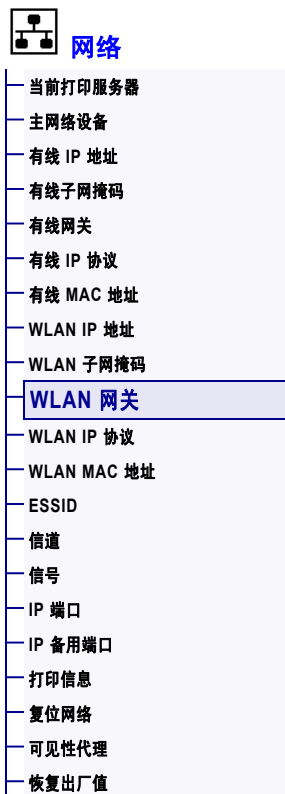 网络
当前打印服务器
主网络设备
有线 IP 地址
有线子网掩码
有线网关
有线 IP 协议
有线 MAC 地址
WLAN IP 地址
WLAN 子网掩码
WLAN 网关
WLAN IP 协议
WLAN MAC 地址
ESSID
信道
信号
IP 端口
IP 备用端口
打印信息
复位网络
可见性代理
恢复出厂值